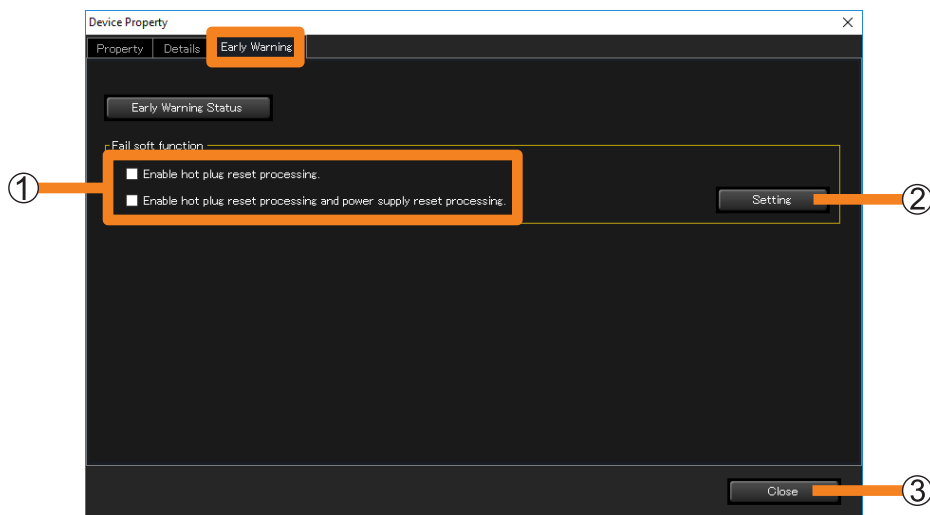 Device Property
Property Details Early Warning
Early Warning Status
Fail soft function
① Enable hot plug reset processing.
Enable hot plug reset processing and power supply reset processing.
Setting ②
Close ③